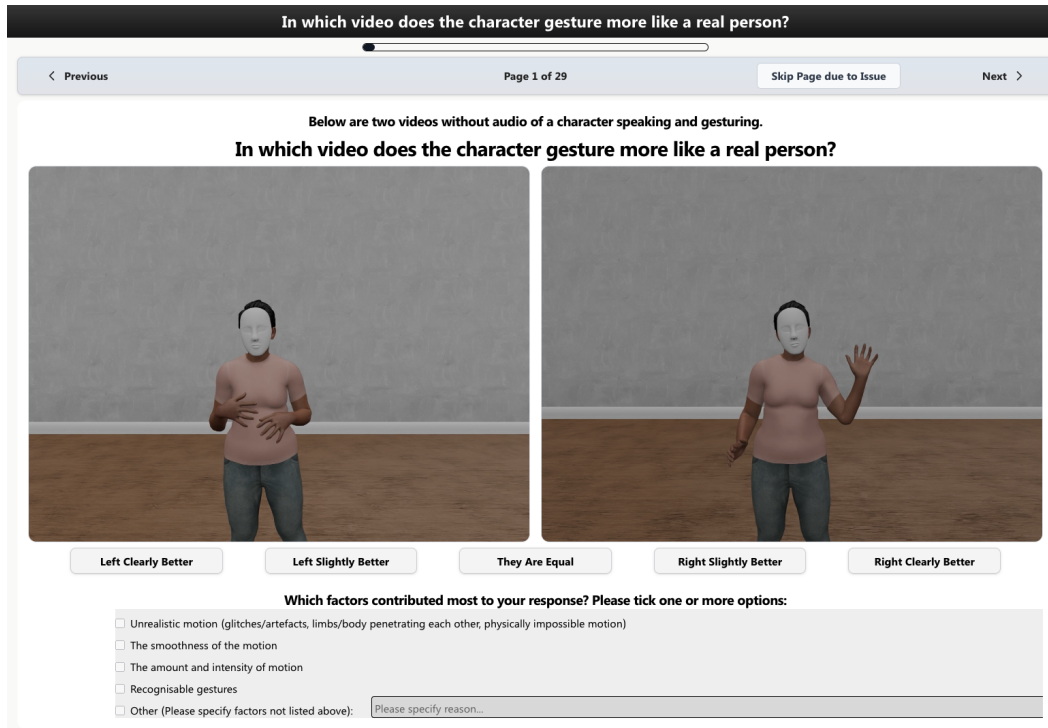 In which video does the character gesture more like a real person?
Previous
Page 1 of 29
Skip Page due to Issue
Next
Below are two videos without audio of a character speaking and gesturing.
In which video does the character gesture more like a real person?
Left Clearly Better
Left Slightly Better
They Are Equal
Right Slightly Better
Right Clearly Better
Which factors contributed most to your response? Please tick one or more options:
Unrealistic motion (glitches/artefacts, limbs/body penetrating each other, physically impossible motion)
The smoothness of the motion
The amount and intensity of motion
Recognisable gestures
Other (Please specify factors not listed above):
Please specify reason...